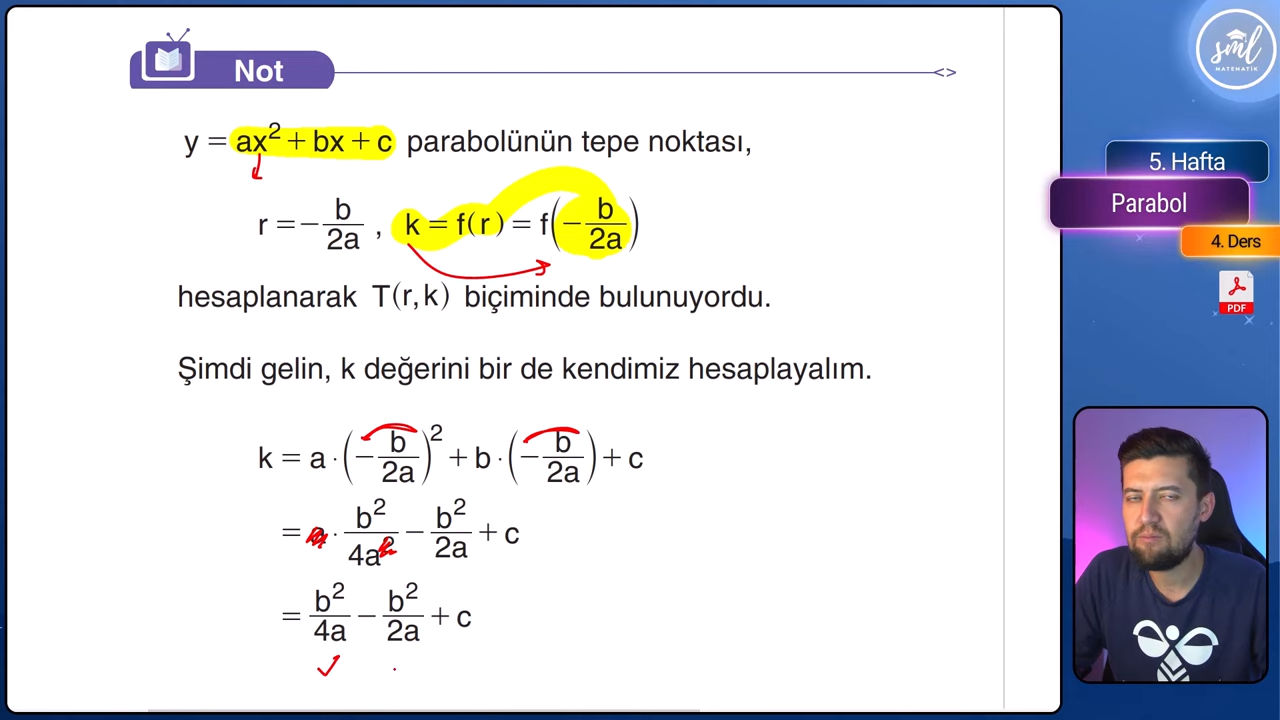 Not
<>
y = ax² + bx + c parabolünün tepe noktası,
r = −b/2a , k = f(r) = f(−b/2a)
hesaplanarak T(r, k) biçiminde bulunuyordu.
Şimdi gelin, k değerini bir de kendimiz hesaplayalım.
k = a · (−b/2a)² + b · (−b/2a) + c
= a · b²/4a² − b²/2a + c
= b²/4a − b²/2a + c
sml
MATEMATİK
5. Hafta
Parabol
4. Ders
PDF